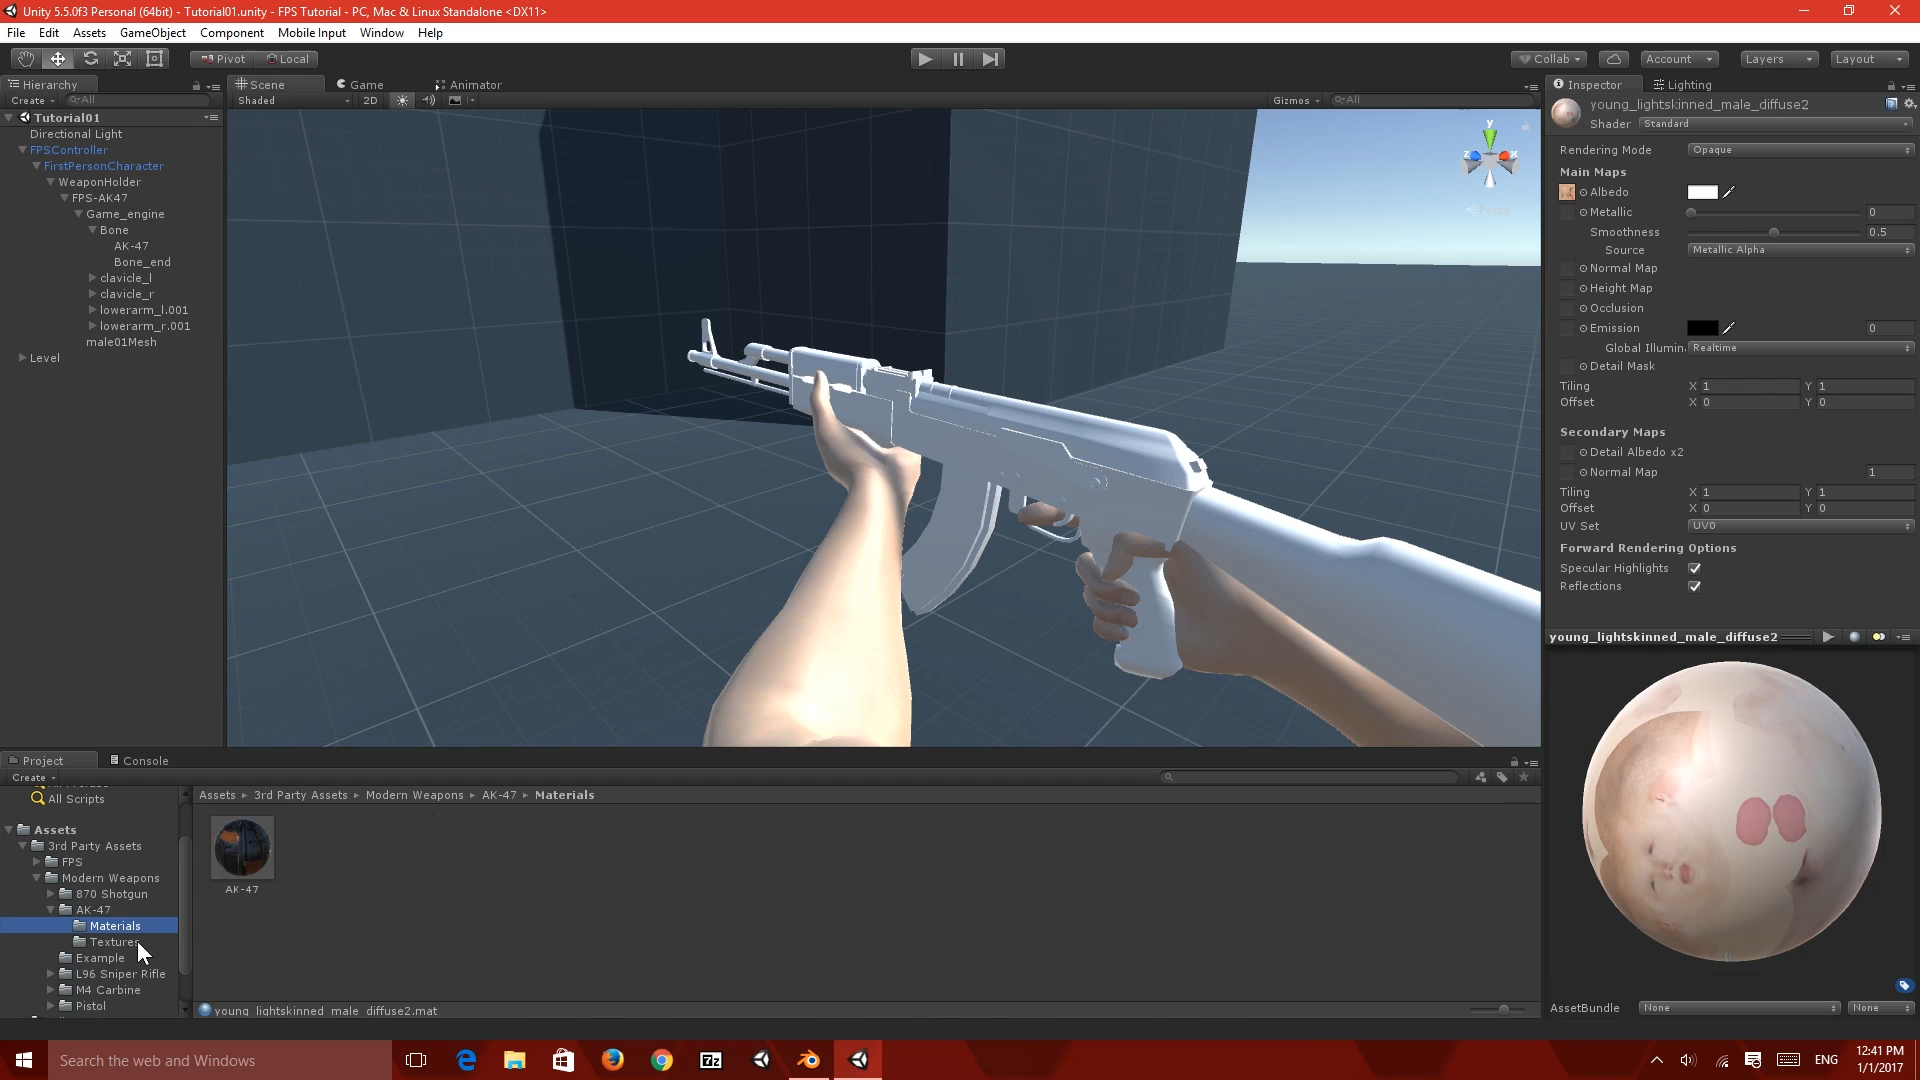 Unity 5.5.0f3 Personal (64bit) - Tutorial01.unity - FPS Tutorial - PC, Mac & Linux Standalone <DX11>
File Edit Assets GameObject Component Mobile Input Window Help
Pivot Local Collab Account Layers Layout
Hierarchy
Create All
Tutorial01
Directional Light
FPSController
FirstPersonCharacter
WeaponHolder
FPS-AK47
Game_engine
Bone
AK-47
Bone_end
clavicle_l
clavicle_r
lowerarm_l.001
lowerarm_r.001
male01Mesh
Level
Scene Game Animator
Shaded 2D Gizmos All
y
z x
Persp
Inspector Lighting
young_lightskinned_male_diffuse2
Shader Standard
Rendering Mode Opaque
Main Maps
Albedo
Metallic 0
Smoothness 0.5
Source Metallic Alpha
Normal Map
Height Map
Occlusion
Emission 0
Global Illumin. Realtime
Detail Mask
Tiling X 1 Y 1
Offset X 0 Y 0
Secondary Maps
Detail Albedo x2
Normal Map 1
Tiling X 1 Y 1
Offset X 0 Y 0
UV Set UV0
Forward Rendering Options
Specular Highlights
Reflections
young_lightskinned_male_diffuse2
AssetBundle None None
Project Console
Create
All Scripts
Assets
3rd Party Assets
FPS
Modern Weapons
870 Shotgun
AK-47
Materials
Textures
Example
L96 Sniper Rifle
M4 Carbine
Pistol
Assets 3rd Party Assets Modern Weapons AK-47 Materials
AK-47
young_lightskinned_male_diffuse2.mat
Search the web and Windows
7z
ENG
12:41 PM
1/1/2017